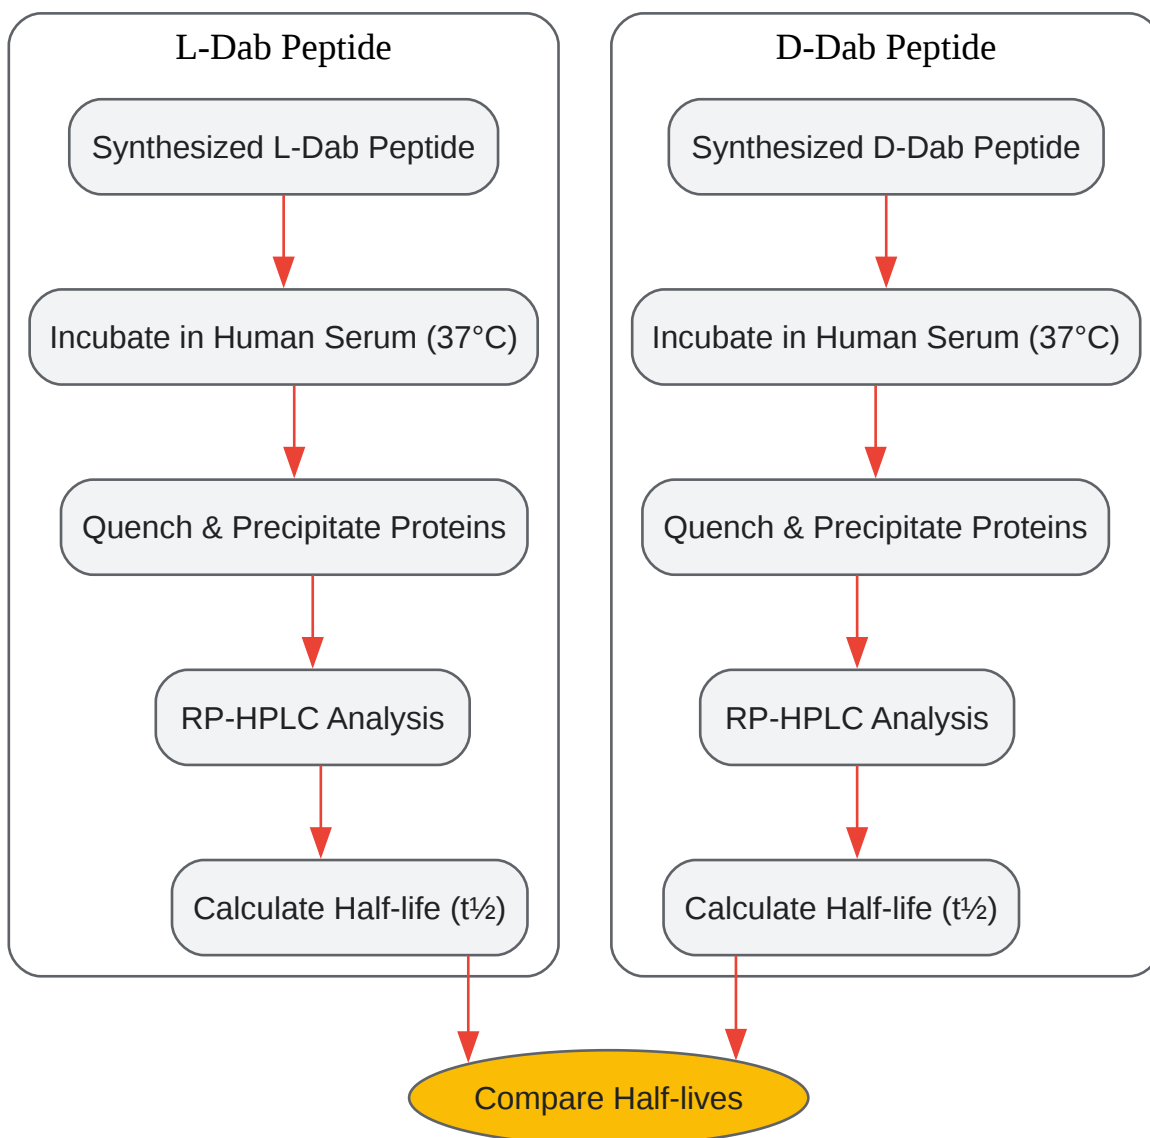 L-Dab Peptide
Synthesized L-Dab Peptide
Incubate in Human Serum (37°C)
Quench & Precipitate Proteins
RP-HPLC Analysis
Calculate Half-life (t½)
D-Dab Peptide
Synthesized D-Dab Peptide
Incubate in Human Serum (37°C)
Quench & Precipitate Proteins
RP-HPLC Analysis
Calculate Half-life (t½)
Compare Half-lives